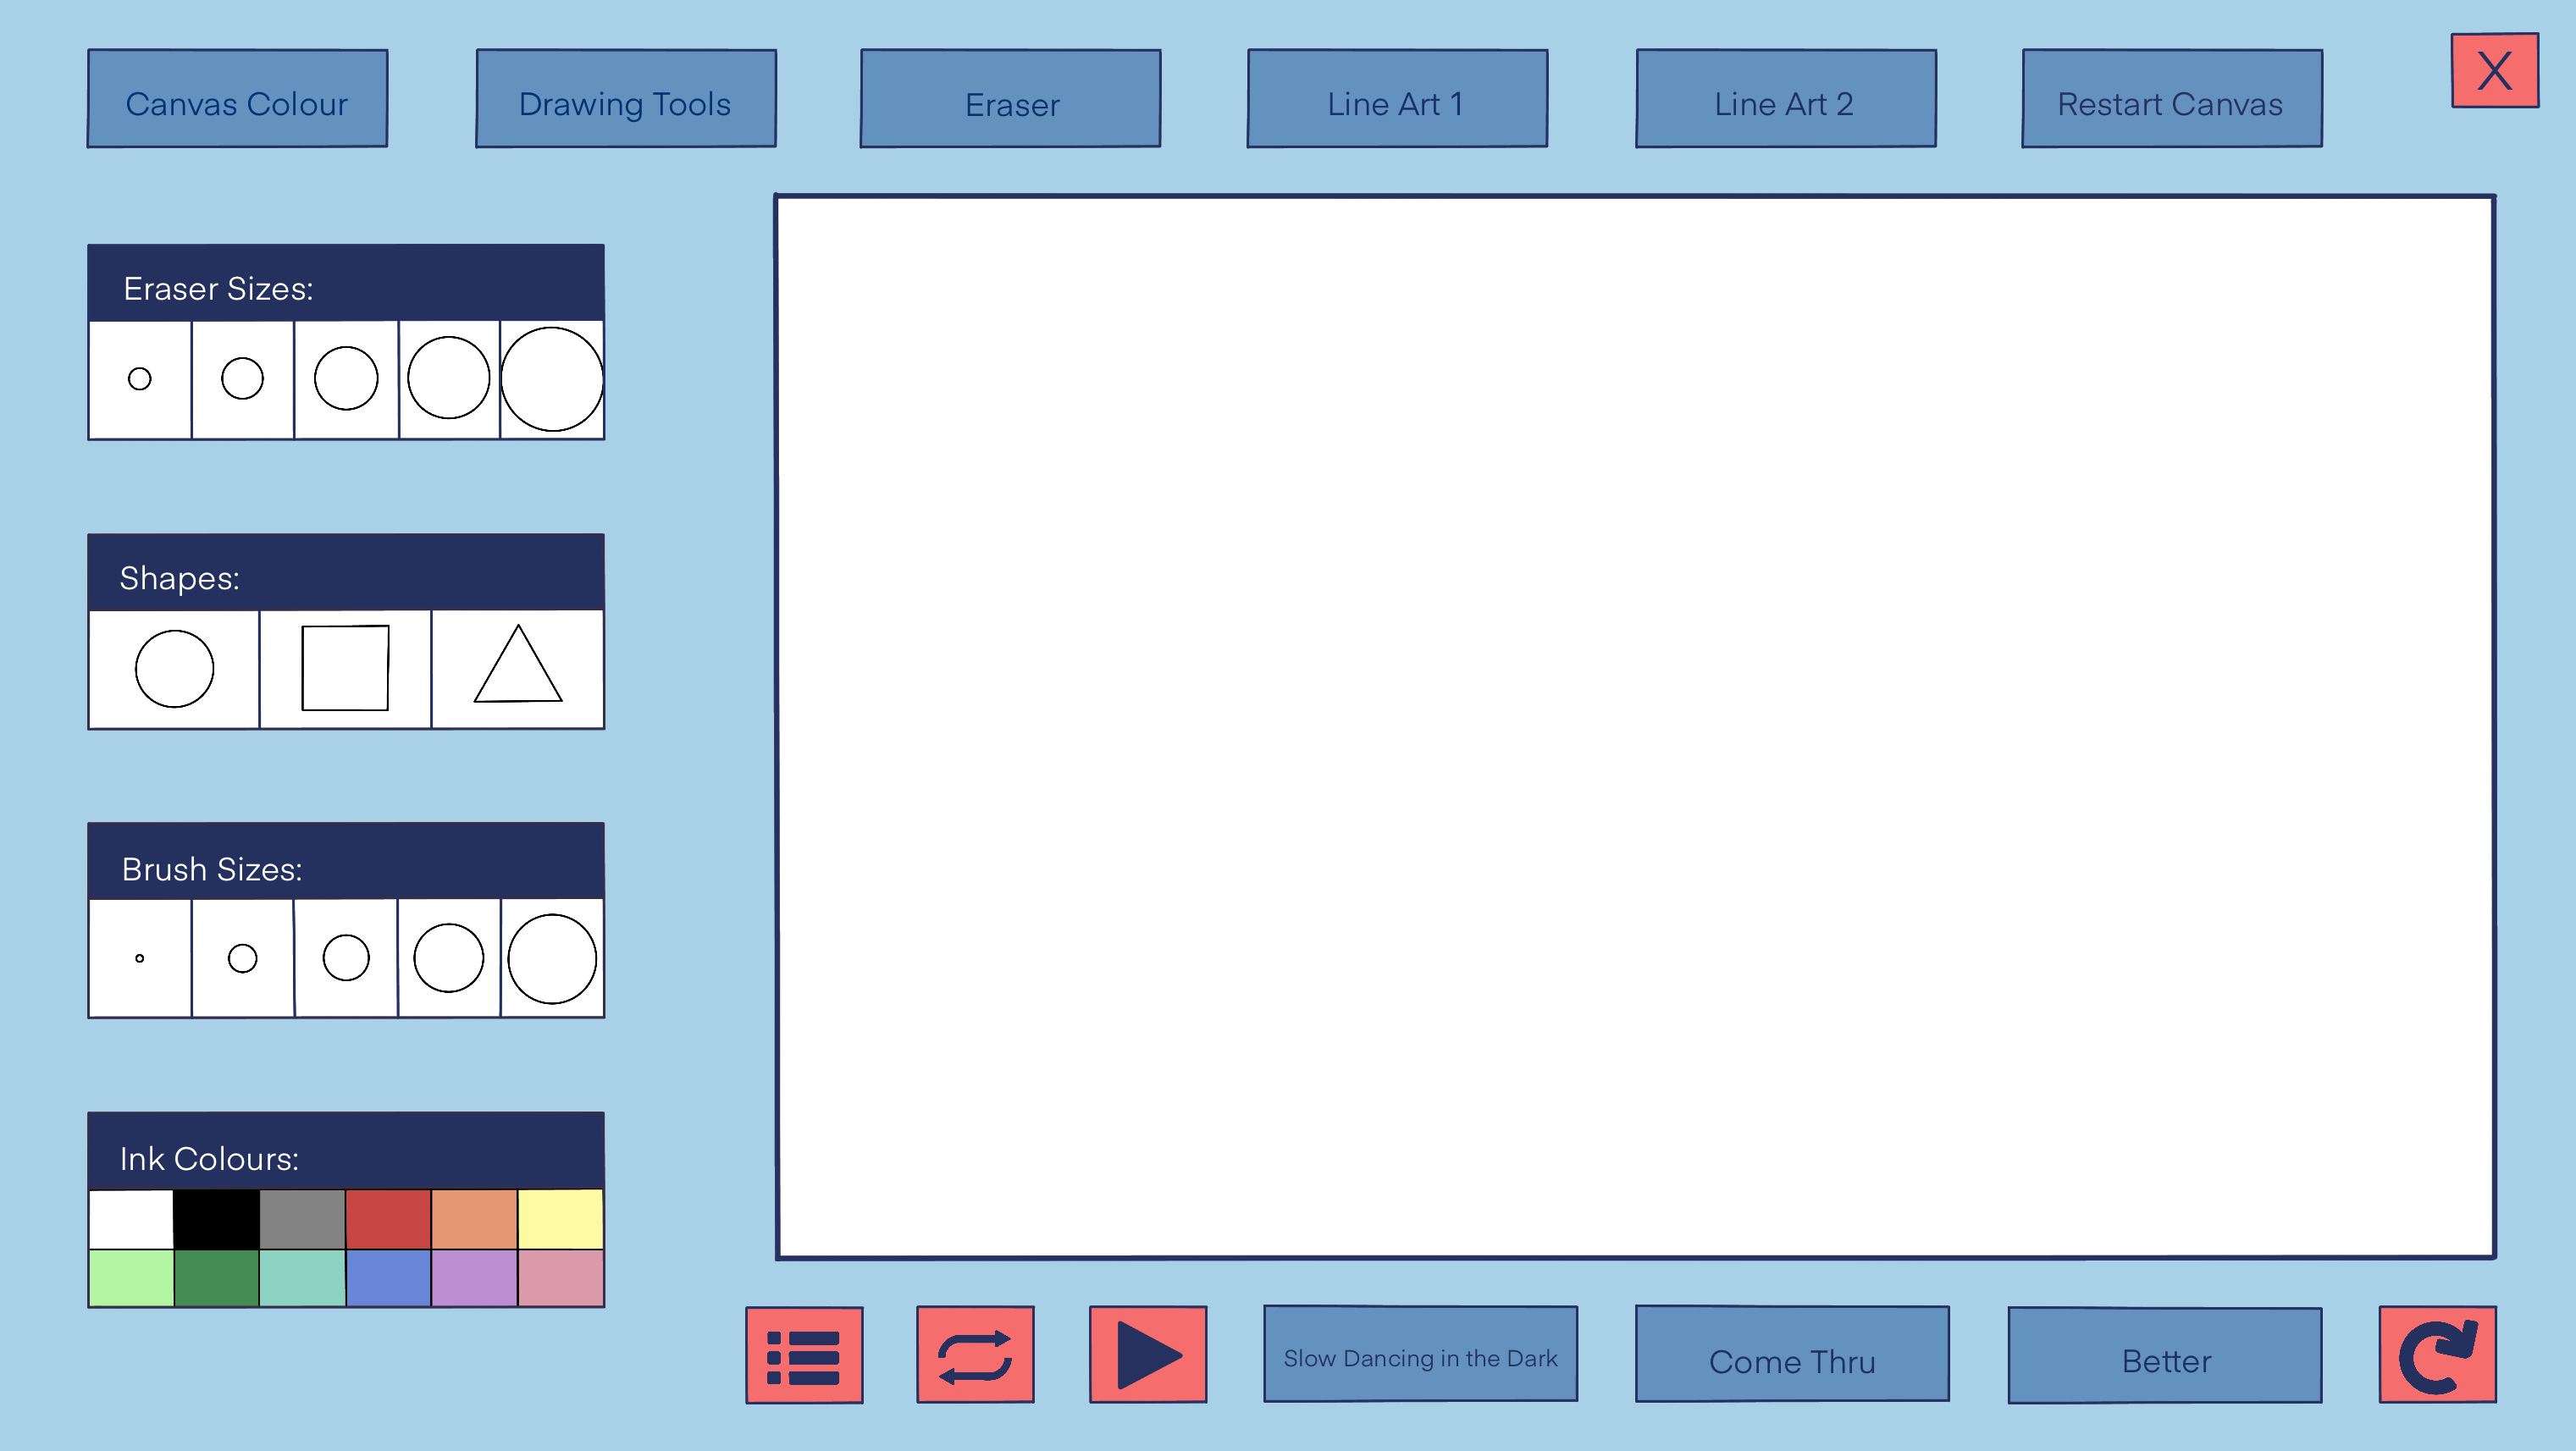 Canvas Colour
Drawing Tools
Eraser
Line Art 1
Line Art 2
Restart Canvas
X
Eraser Sizes:
Shapes:
Brush Sizes:
Ink Colours:
Slow Dancing in the Dark
Come Thru
Better